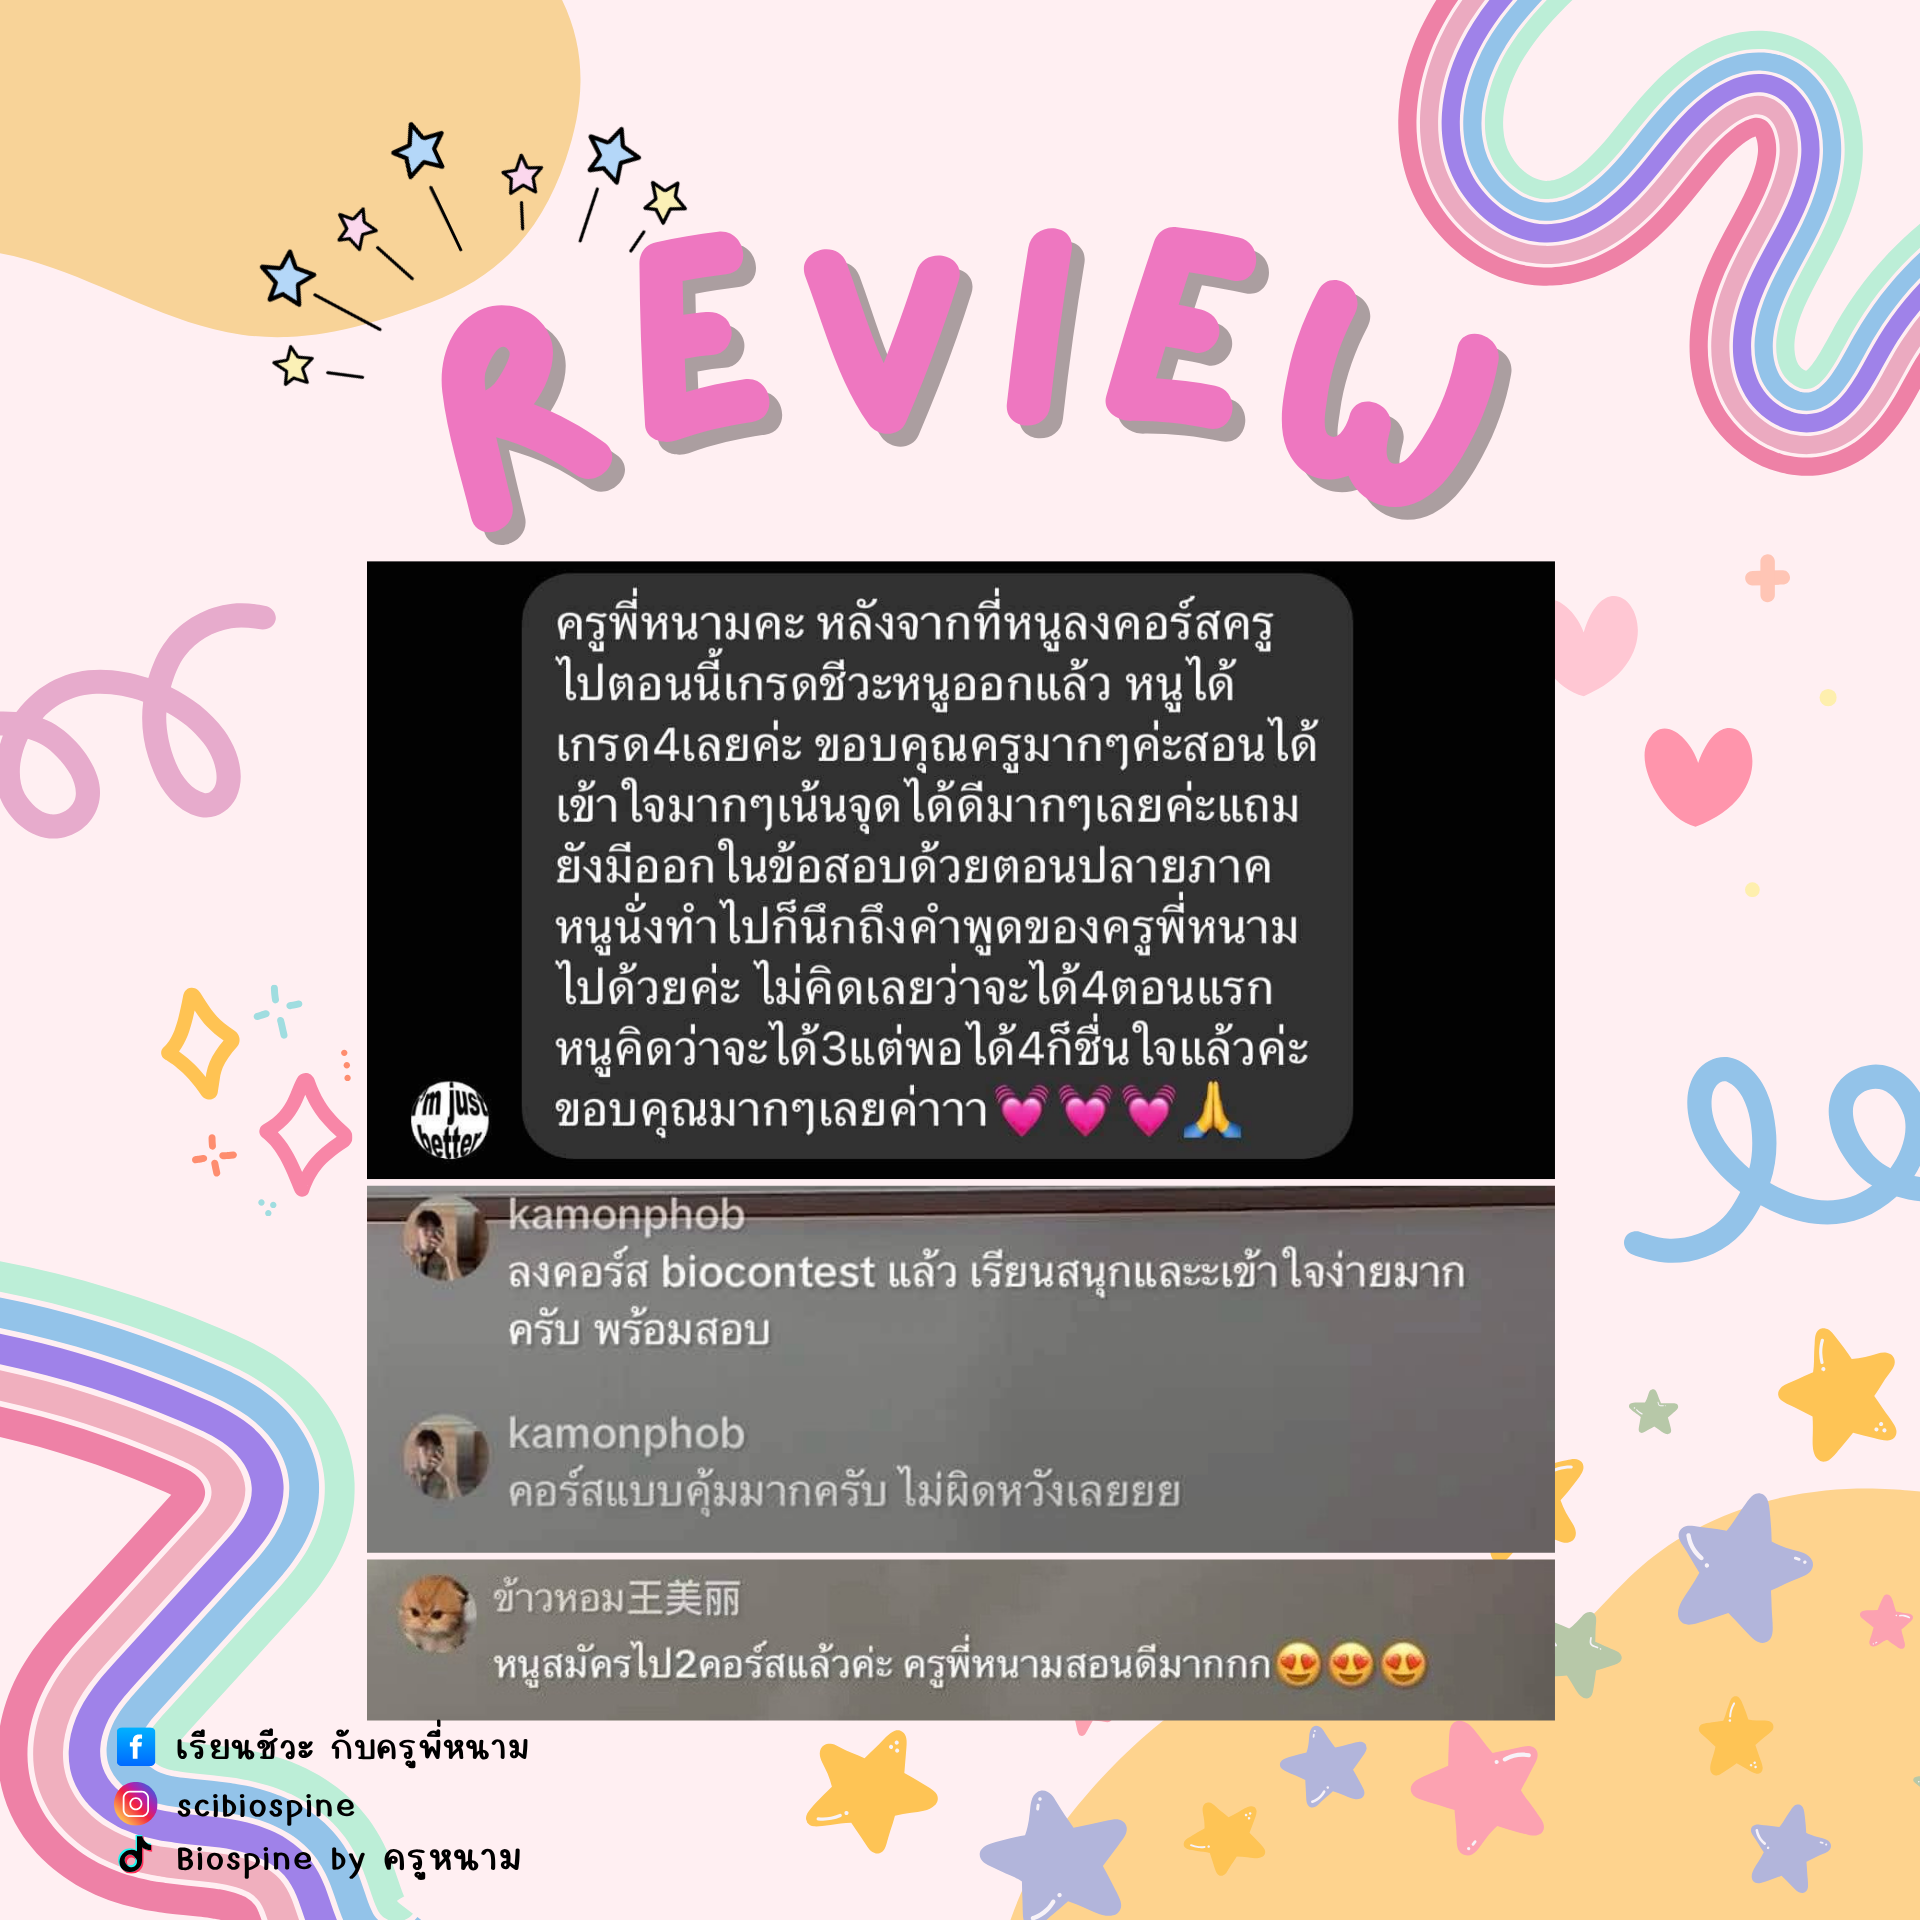 REVIEW
ครูพี่หนามคะ หลังจากที่หนูลงคอร์สครู
ไปตอนนี้เกรดชีวะหนูออกแล้ว หนูได้
เกรด4เลยค่ะ ขอบคุณครูมากๆค่ะสอนได้
เข้าใจมากๆเน้นจุดได้ดีมากๆเลยค่ะแถม
ยังมีออกในข้อสอบด้วยตอนปลายภาค
หนูนั่งทำไปก็นึกถึงคำพูดของครูพี่หนาม
ไปด้วยค่ะ ไม่คิดเลยว่าจะได้4ตอนแรก
หนูคิดว่าจะได้3แต่พอได้4ก็ชื่นใจแล้วค่ะ
ขอบคุณมากๆเลยค่าาา💓💓💓🙏
I'm just
better
kamonphob
ลงคอร์ส biocontest แล้ว เรียนสนุกและะะเข้าใจง่ายมาก
ครับ พร้อมสอบ
kamonphob
คอร์สแบบคุ้มมากครับ ไม่ผิดหวังเลยยย
ข้าวหอม王美丽
หนูสมัครไป2คอร์สแล้วค่ะ ครูพี่หนามสอนดีมากกก😍😍😍
เรียนชีวะ กับครูพี่หนาม
scibiospine
Biospine by ครูหนาม